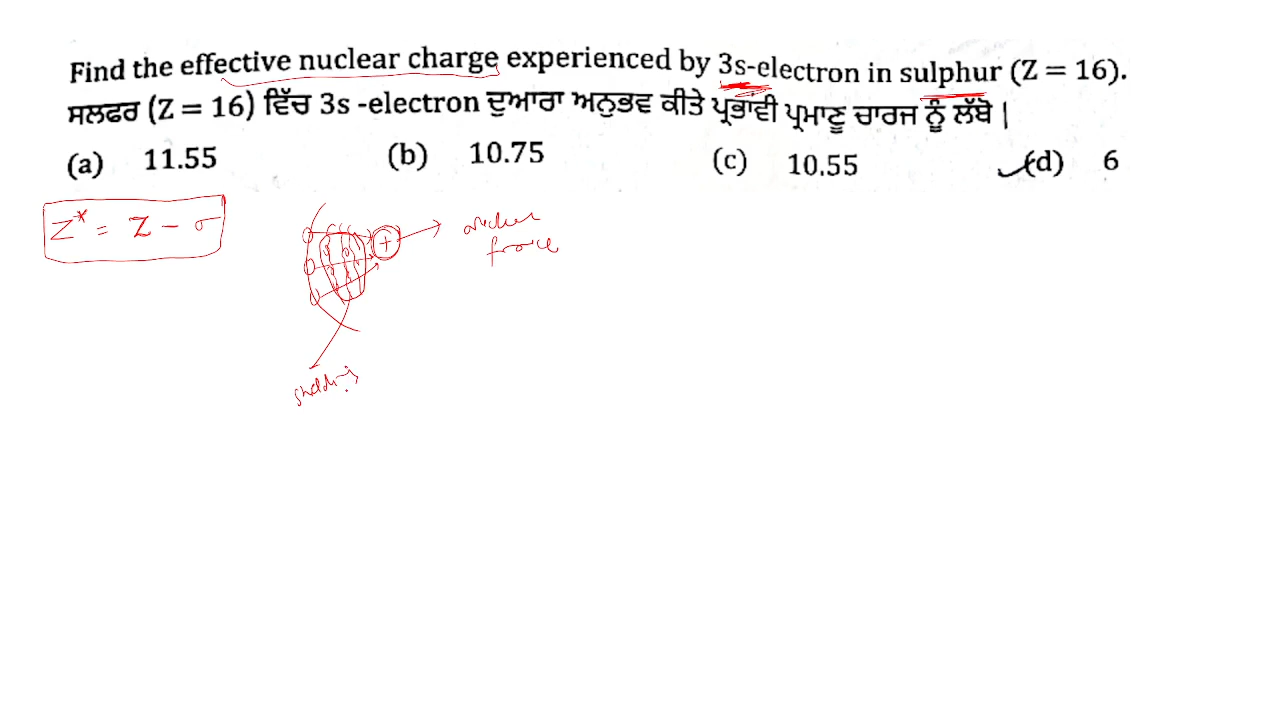 Find the effective nuclear charge experienced by 3s-electron in sulphur (Z = 16).
ਸਲਫਰ (Z = 16) ਵਿੱਚ 3s -electron ਦੁਆਰਾ ਅਨੁਭਵ ਕੀਤੇ ਪ੍ਰਭਾਵੀ ਪ੍ਰਮਾਣੂ ਚਾਰਜ ਨੂੰ ਲੱਬੋ |
(a) 11.55 (b) 10.75 (c) 10.55 (d) 6
Z* = Z - σ
+
force